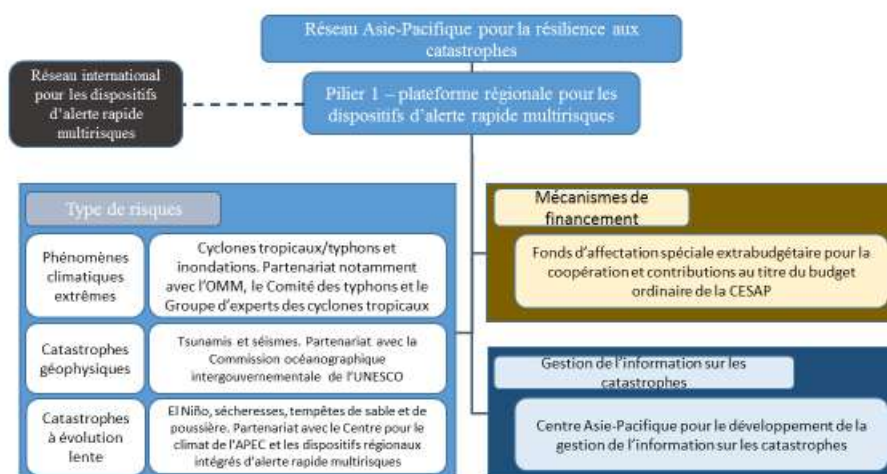 Réseau Asie-Pacifique pour la résilience aux
catastrophes
Réseau international
pour les dispositifs
d'alerte rapide
multirisques
Pilier 1 – plateforme régionale pour les
dispositifs d'alerte rapide multirisques
Type de risques
Phénomènes
climatiques
extrêmes
Cyclones tropicaux/typhons et
inondations. Partenariat notamment
avec l'OMM, le Comité des typhons et le
Groupe d'experts des cyclones tropicaux
Catastrophes
géophysiques
Tsunamis et séismes. Partenariat avec la
Commission océanographique
intergouvernementale de l'UNESCO
Catastrophes
à évolution
lente
El Niño, sécheresses, tempêtes de sable et de
poussière. Partenariat avec le Centre pour le
climat de l'APEC et les dispositifs régionaux
intégrés d'alerte rapide multirisques
Mécanismes de
financement
Fonds d'affectation spéciale extrabudgétaire pour la
coopération et contributions au titre du budget
ordinaire de la CESAP
Gestion de l'information sur les
catastrophes
Centre Asie-Pacifique pour le développement de la
gestion de l'information sur les catastrophes